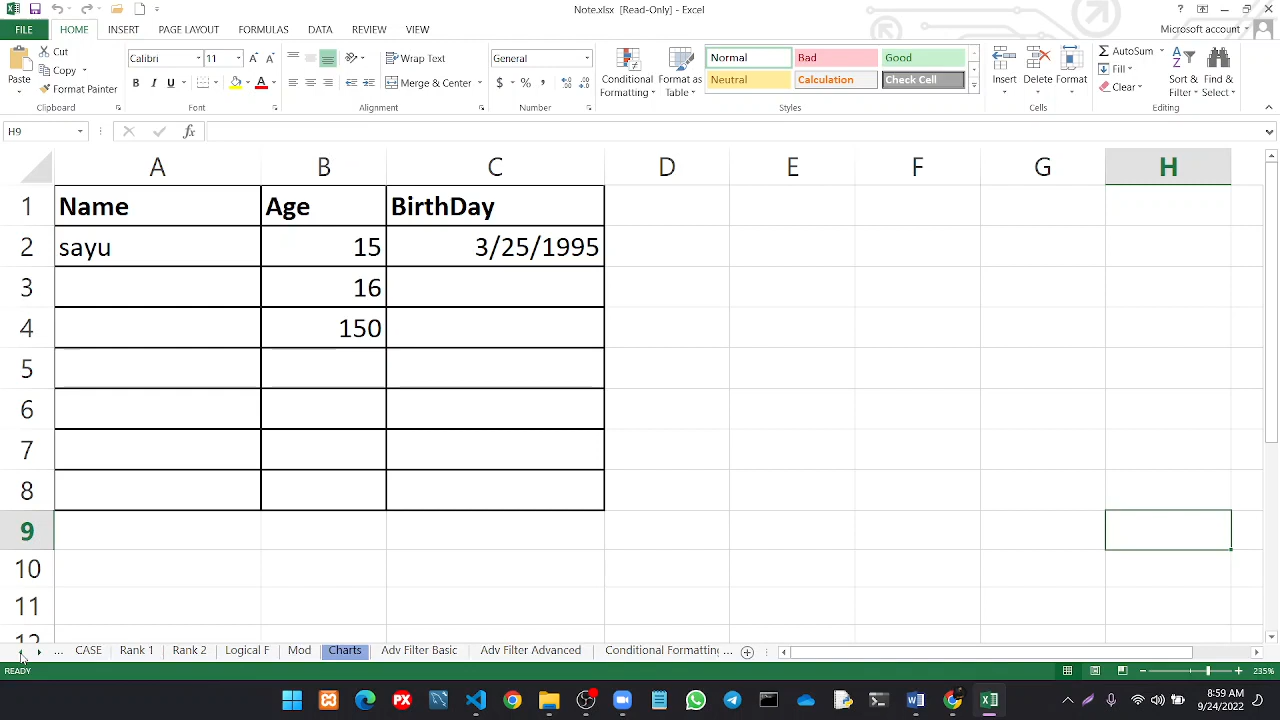 Note.xlsx  [Read-Only] - Excel
FILE HOME INSERT PAGE LAYOUT FORMULAS DATA REVIEW VIEW Microsoft account
Cut
Copy
Format Painter
Paste
Clipboard
Calibri 11
B I U
Font
Wrap Text
Merge & Center
Alignment
General
$ % ,
Number
Conditional Formatting
Format as Table
Normal Bad Good
Neutral Calculation Check Cell
Styles
Insert Delete Format
Cells
AutoSum
Fill
Clear
Sort & Filter
Find & Select
Editing
H9 fx
A B C D E F G H
1 Name Age BirthDay
2 sayu 15 3/25/1995
3 16
4 150
5
6
7
8
9
10
11
12
... CASE Rank 1 Rank 2 Logical F Mod Charts Adv Filter Basic Adv Filter Advanced Conditional Formattin ...
READY 235%
8:59 AM
9/24/2022